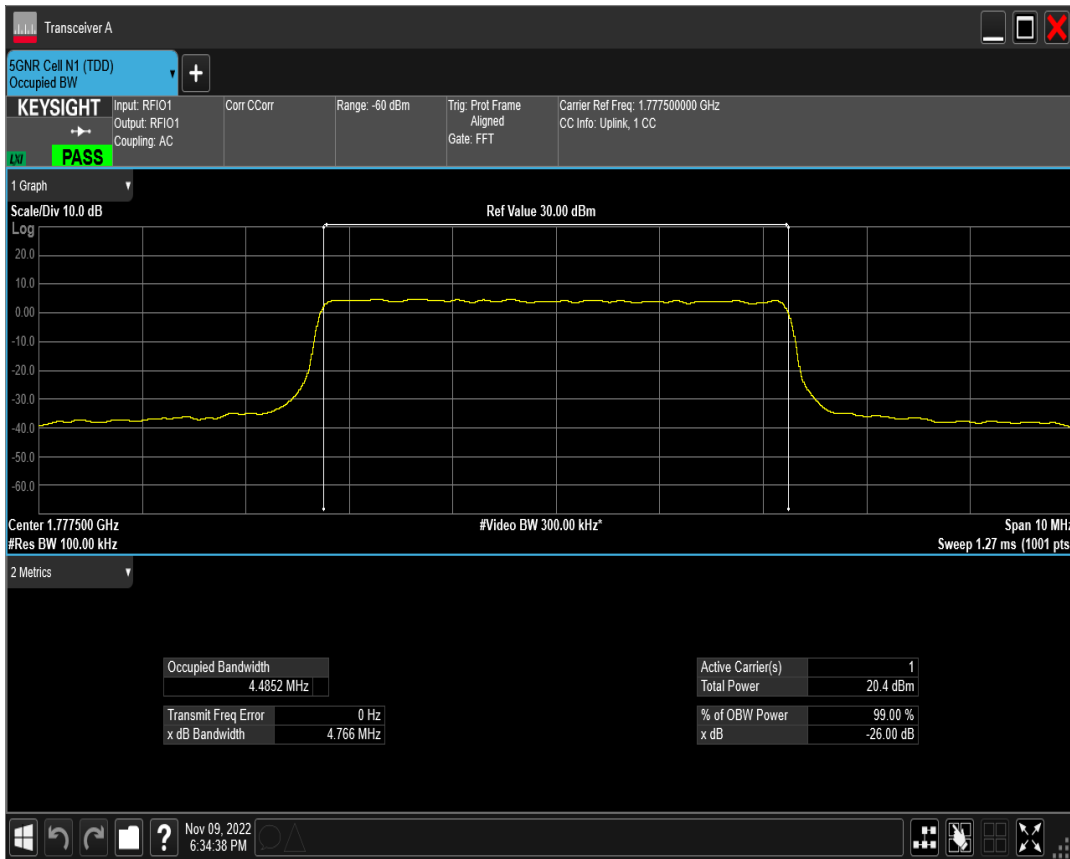 Transceiver A
5GNR Cell N1 (TDD)
Occupied BW
+
KEYSIGHT
LXI
PASS
Input: RFIO1
Output: RFIO1
Coupling: AC
Corr CCorr
Range: -60 dBm
Trig: Prot Frame
Aligned
Gate: FFT
Carrier Ref Freq: 1.777500000 GHz
CC Info: Uplink, 1 CC
1 Graph
Scale/Div 10.0 dB
Ref Value 30.00 dBm
Log
20.0
10.0
0.00
-10.0
-20.0
-30.0
-40.0
-50.0
-60.0
Center 1.777500 GHz
#Video BW 300.00 kHz*
Span 10 MHz
#Res BW 100.00 kHz
Sweep 1.27 ms (1001 pts
2 Metrics
Occupied Bandwidth
4.4852 MHz
Transmit Freq Error 0 Hz
x dB Bandwidth 4.766 MHz
Active Carrier(s) 1
Total Power 20.4 dBm
% of OBW Power 99.00 %
x dB -26.00 dB
?
Nov 09, 2022
6:34:38 PM